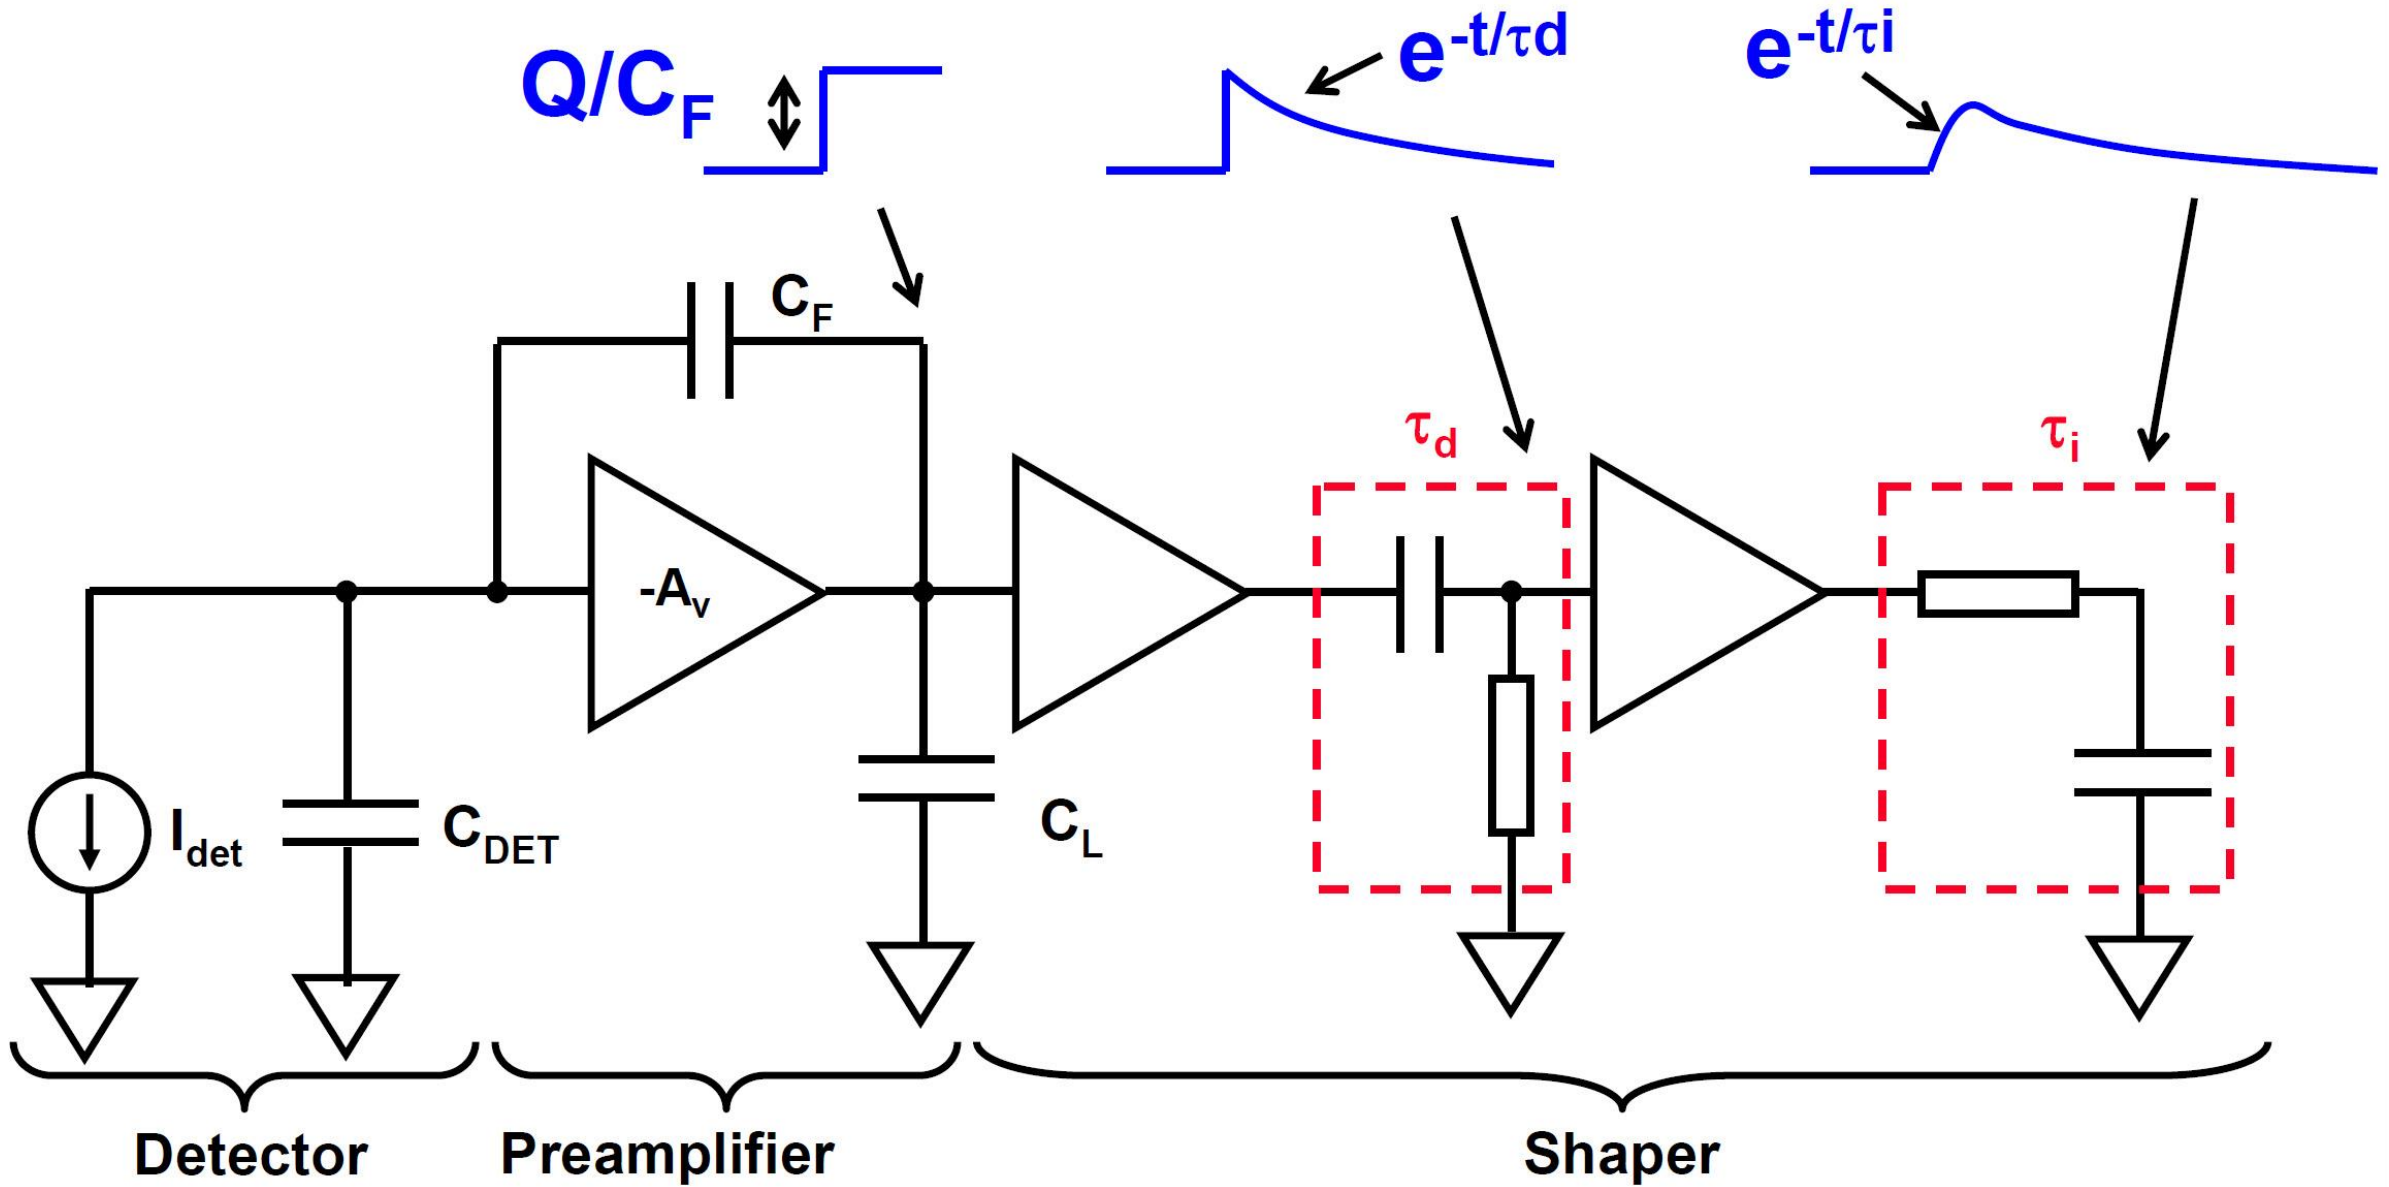 Q/CF
e-t/τd
e-t/τi
CF
τd
τi
-Av
Idet
CDET
CL
Detector
Preamplifier
Shaper